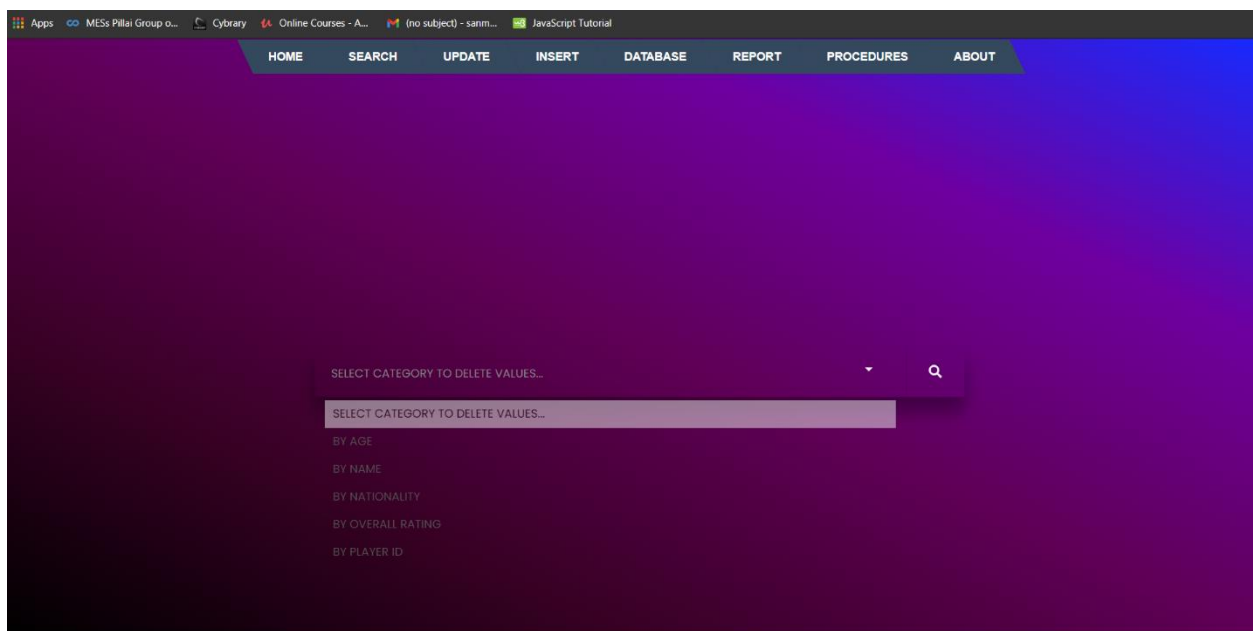 Apps MESs Pillai Group o... Cybrary Online Courses - A... (no subject) - sanm... JavaScript Tutorial
HOME SEARCH UPDATE INSERT DATABASE REPORT PROCEDURES ABOUT
SELECT CATEGORY TO DELETE VALUES...
SELECT CATEGORY TO DELETE VALUES...
BY AGE
BY NAME
BY NATIONALITY
BY OVERALL RATING
BY PLAYER ID